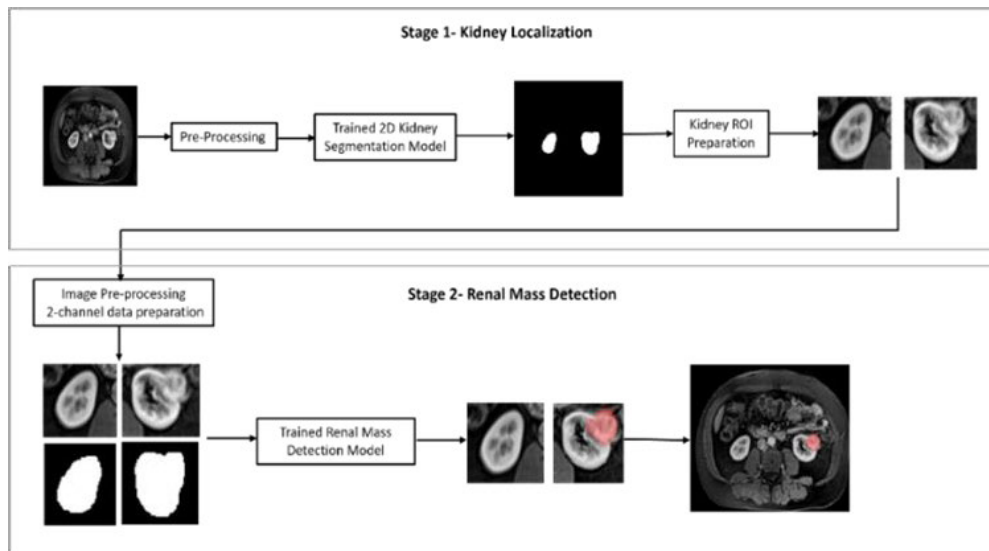 Stage 1- Kidney Localization
Pre-Processing
Trained 2D Kidney
Segmentation Model
Kidney ROI
Preparation
Image Pre-processing
2-channel data preparation
Stage 2- Renal Mass Detection
Trained Renal Mass
Detection Model